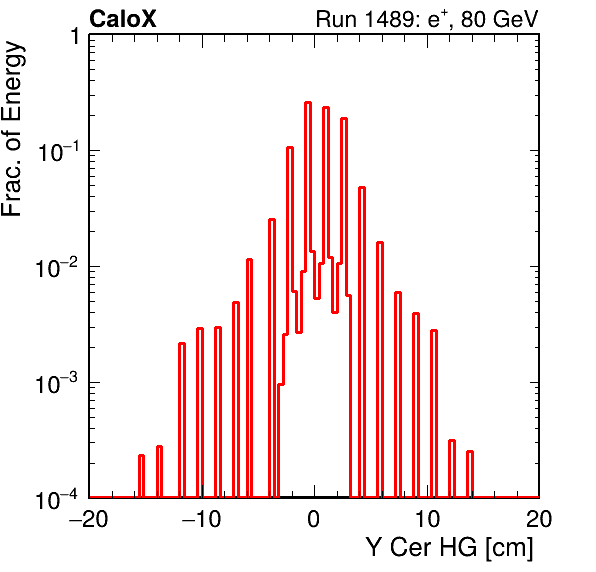 CaloX Run 1489: e⁺, 80 GeV
Frac. of Energy
1
10⁻¹
10⁻²
10⁻³
10⁻⁴
−20 −10 0 10 20
Y Cer HG [cm]